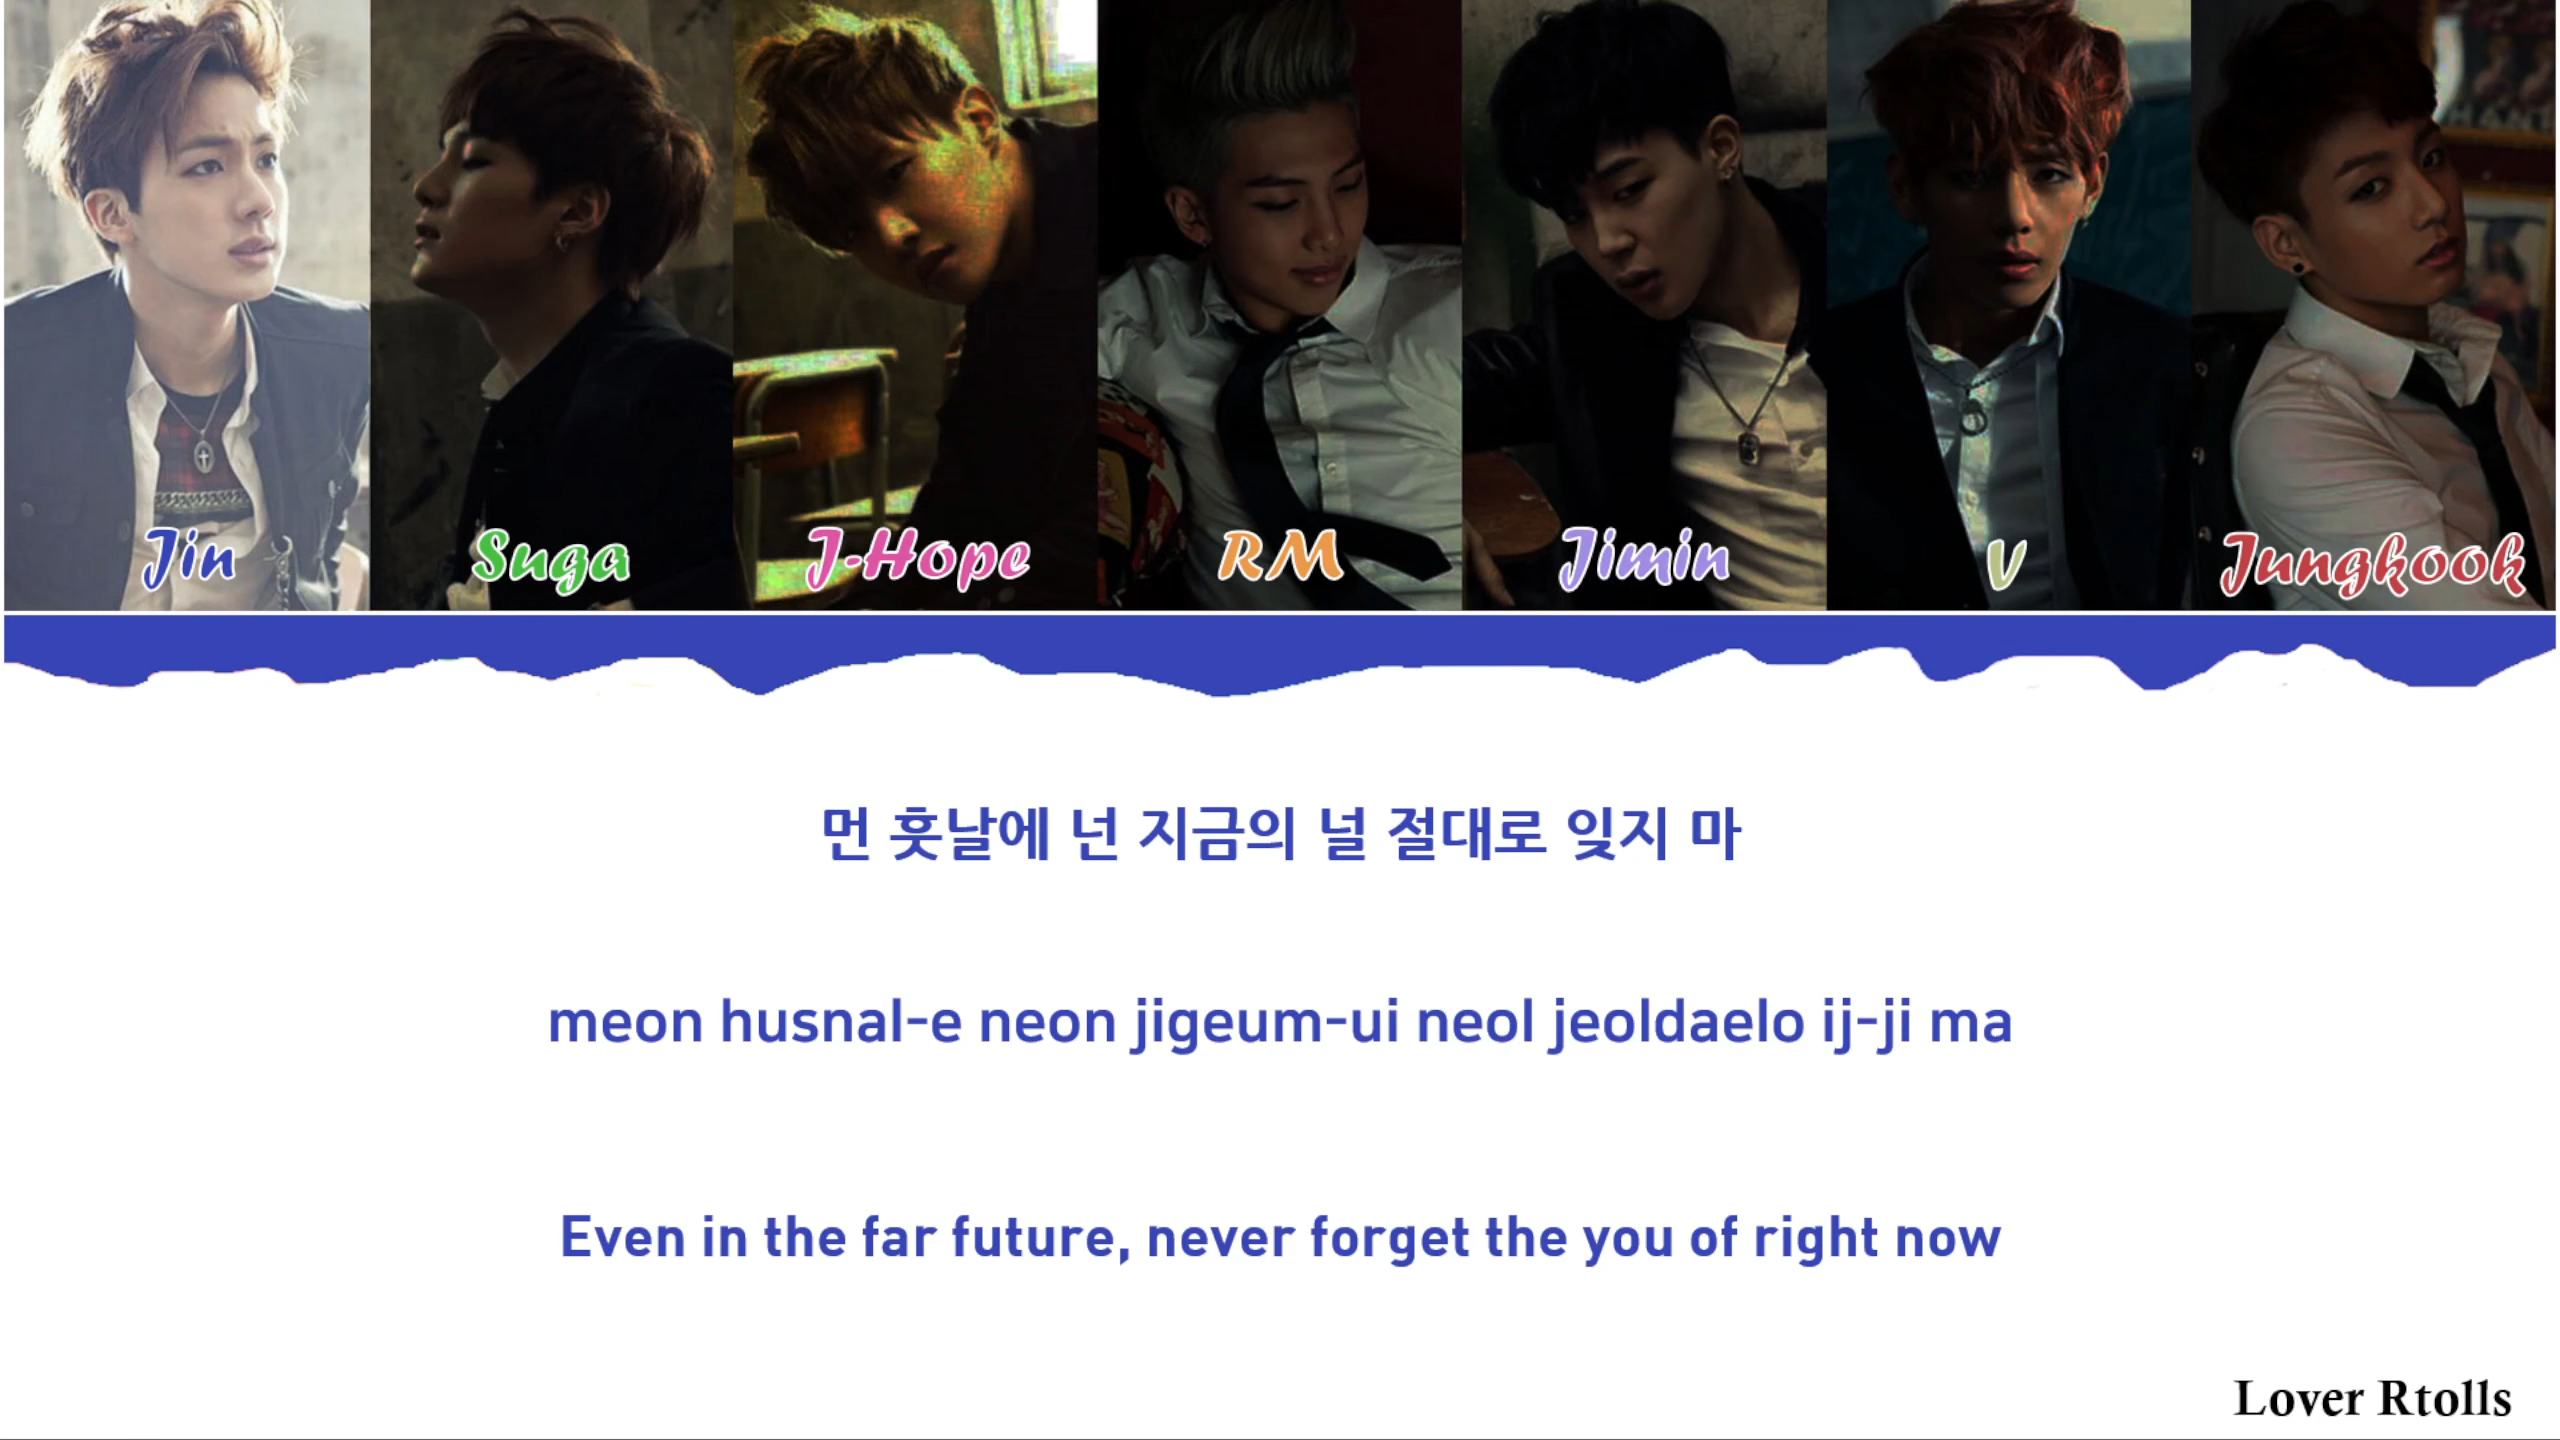 Jin Suga J-Hope RM Jimin V Jungkook
먼 훗날에 넌 지금의 널 절대로 잊지 마
meon husnal-e neon jigeum-ui neol jeoldaelo ij-ji ma
Even in the far future, never forget the you of right now
Lover Rtolls